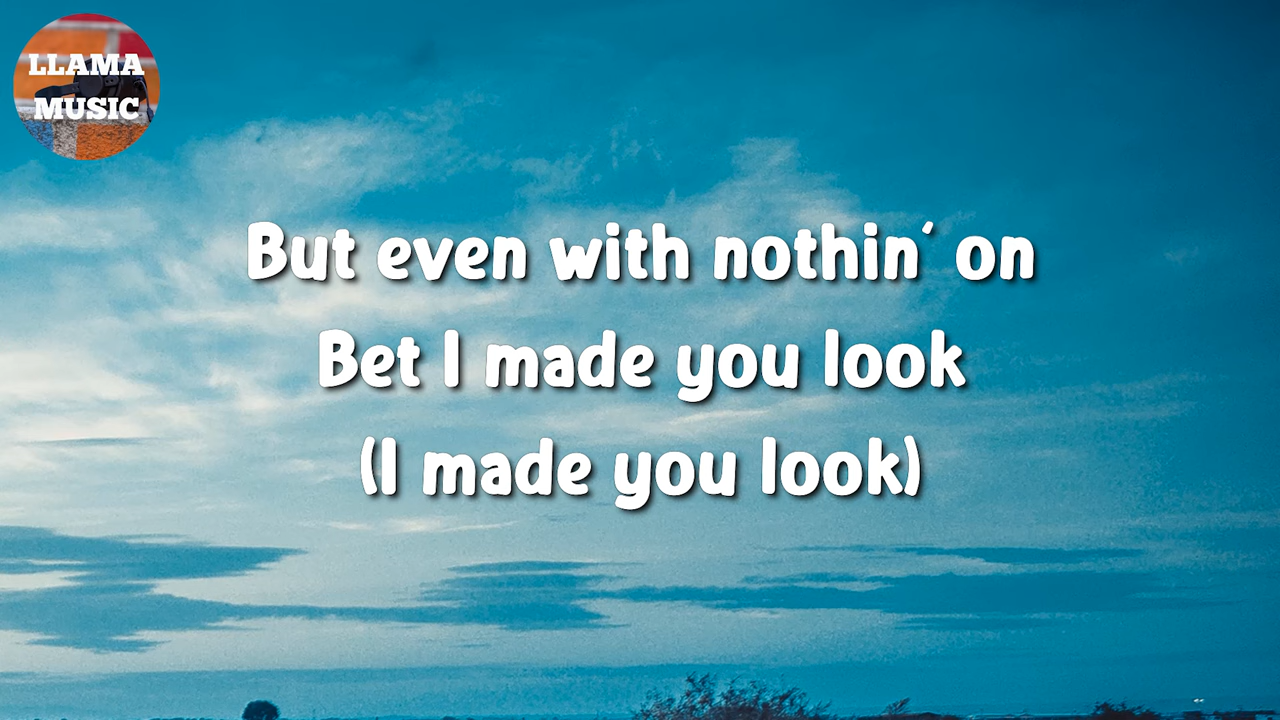 LLAMA
MUSIC
But even with nothin' on
Bet I made you look
(I made you look)